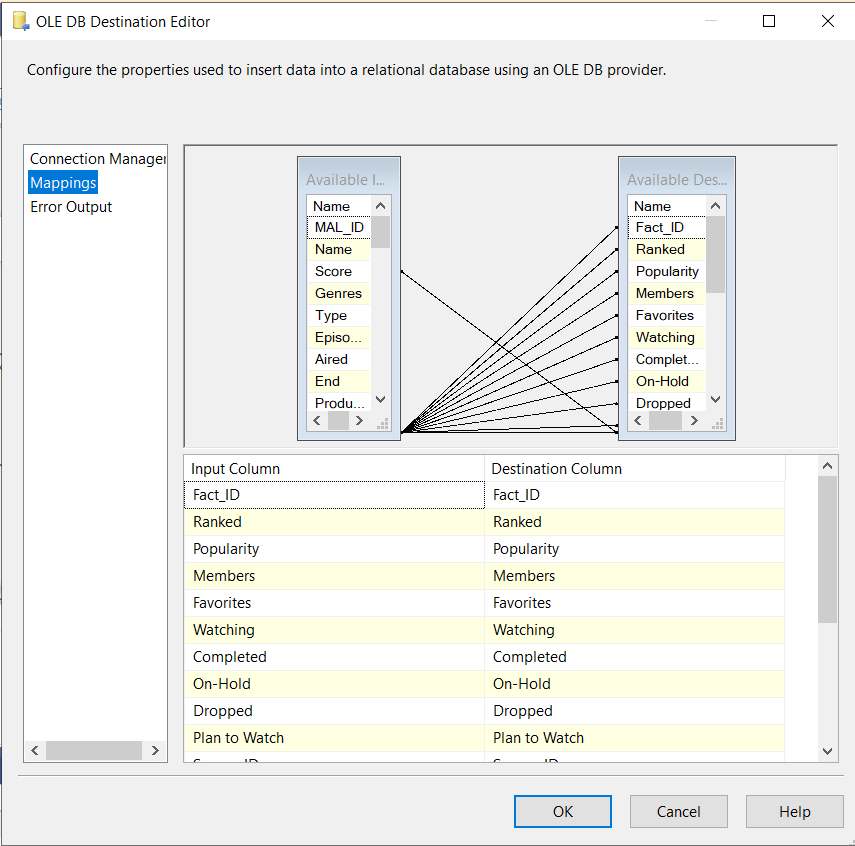 OLE DB Destination Editor
Configure the properties used to insert data into a relational database using an OLE DB provider.
Connection Manager
Mappings
Error Output
Available I...
Name
MAL_ID
Name
Score
Genres
Type
Episo...
Aired
End
Produ...
Available Des...
Name
Fact_ID
Ranked
Popularity
Members
Favorites
Watching
Complet...
On-Hold
Dropped
Input Column Destination Column
Fact_ID Fact_ID
Ranked Ranked
Popularity Popularity
Members Members
Favorites Favorites
Watching Watching
Completed Completed
On-Hold On-Hold
Dropped Dropped
Plan to Watch Plan to Watch
OK Cancel Help